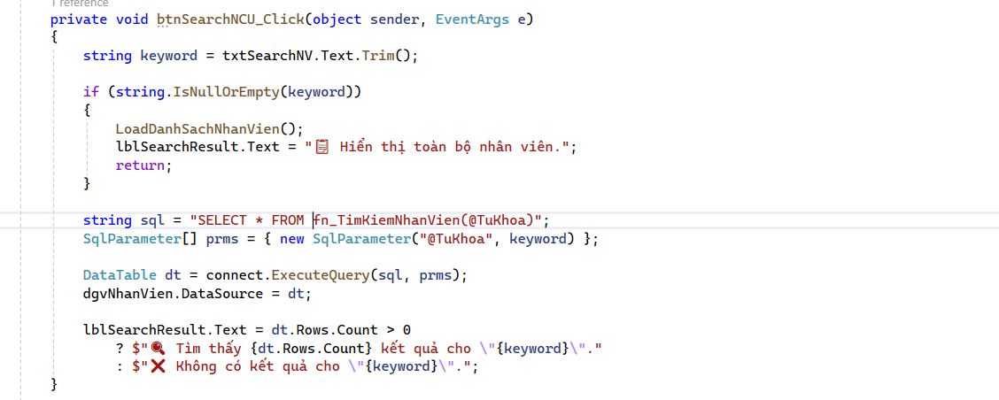 1 reference
private void btnSearchNCU_Click(object sender, EventArgs e)
{
string keyword = txtSearchNV.Text.Trim();
if (string.IsNullOrEmpty(keyword))
{
LoadDanhSachNhanVien();
lblSearchResult.Text = "🗒 Hiển thị toàn bộ nhân viên.";
return;
}
string sql = "SELECT * FROM fn_TimKiemNhanVien(@TuKhoa)";
SqlParameter[] prms = { new SqlParameter("@TuKhoa", keyword) };
DataTable dt = connect.ExecuteQuery(sql, prms);
dgvNhanVien.DataSource = dt;
lblSearchResult.Text = dt.Rows.Count > 0
? $"🔍 Tìm thấy {dt.Rows.Count} kết quả cho \"{keyword}\"."
: $"❌ Không có kết quả cho \"{keyword}\".";
}